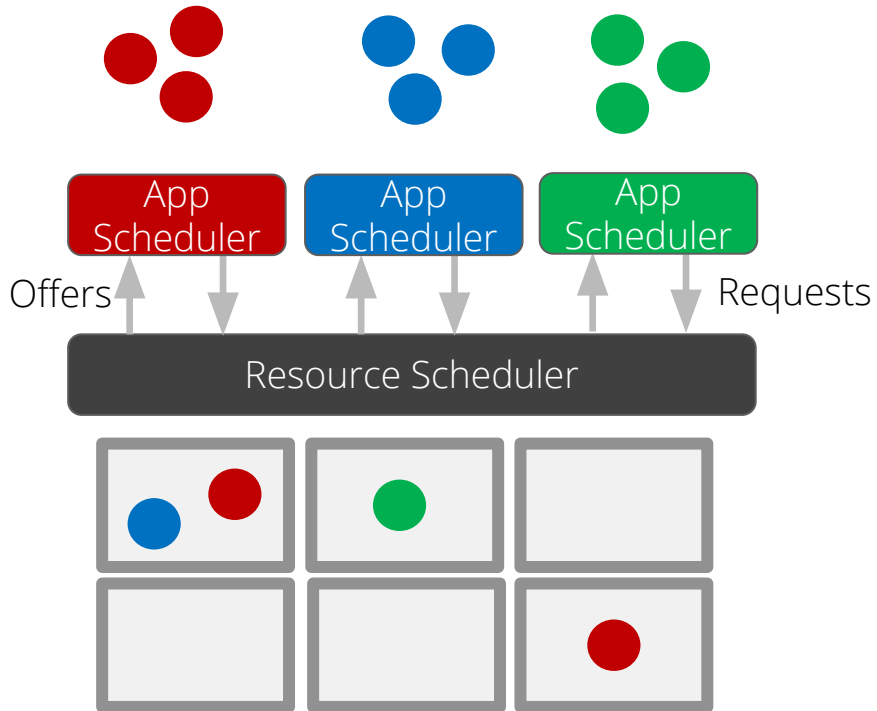 App
Scheduler
App
Scheduler
App
Scheduler
Offers
Requests
Resource Scheduler